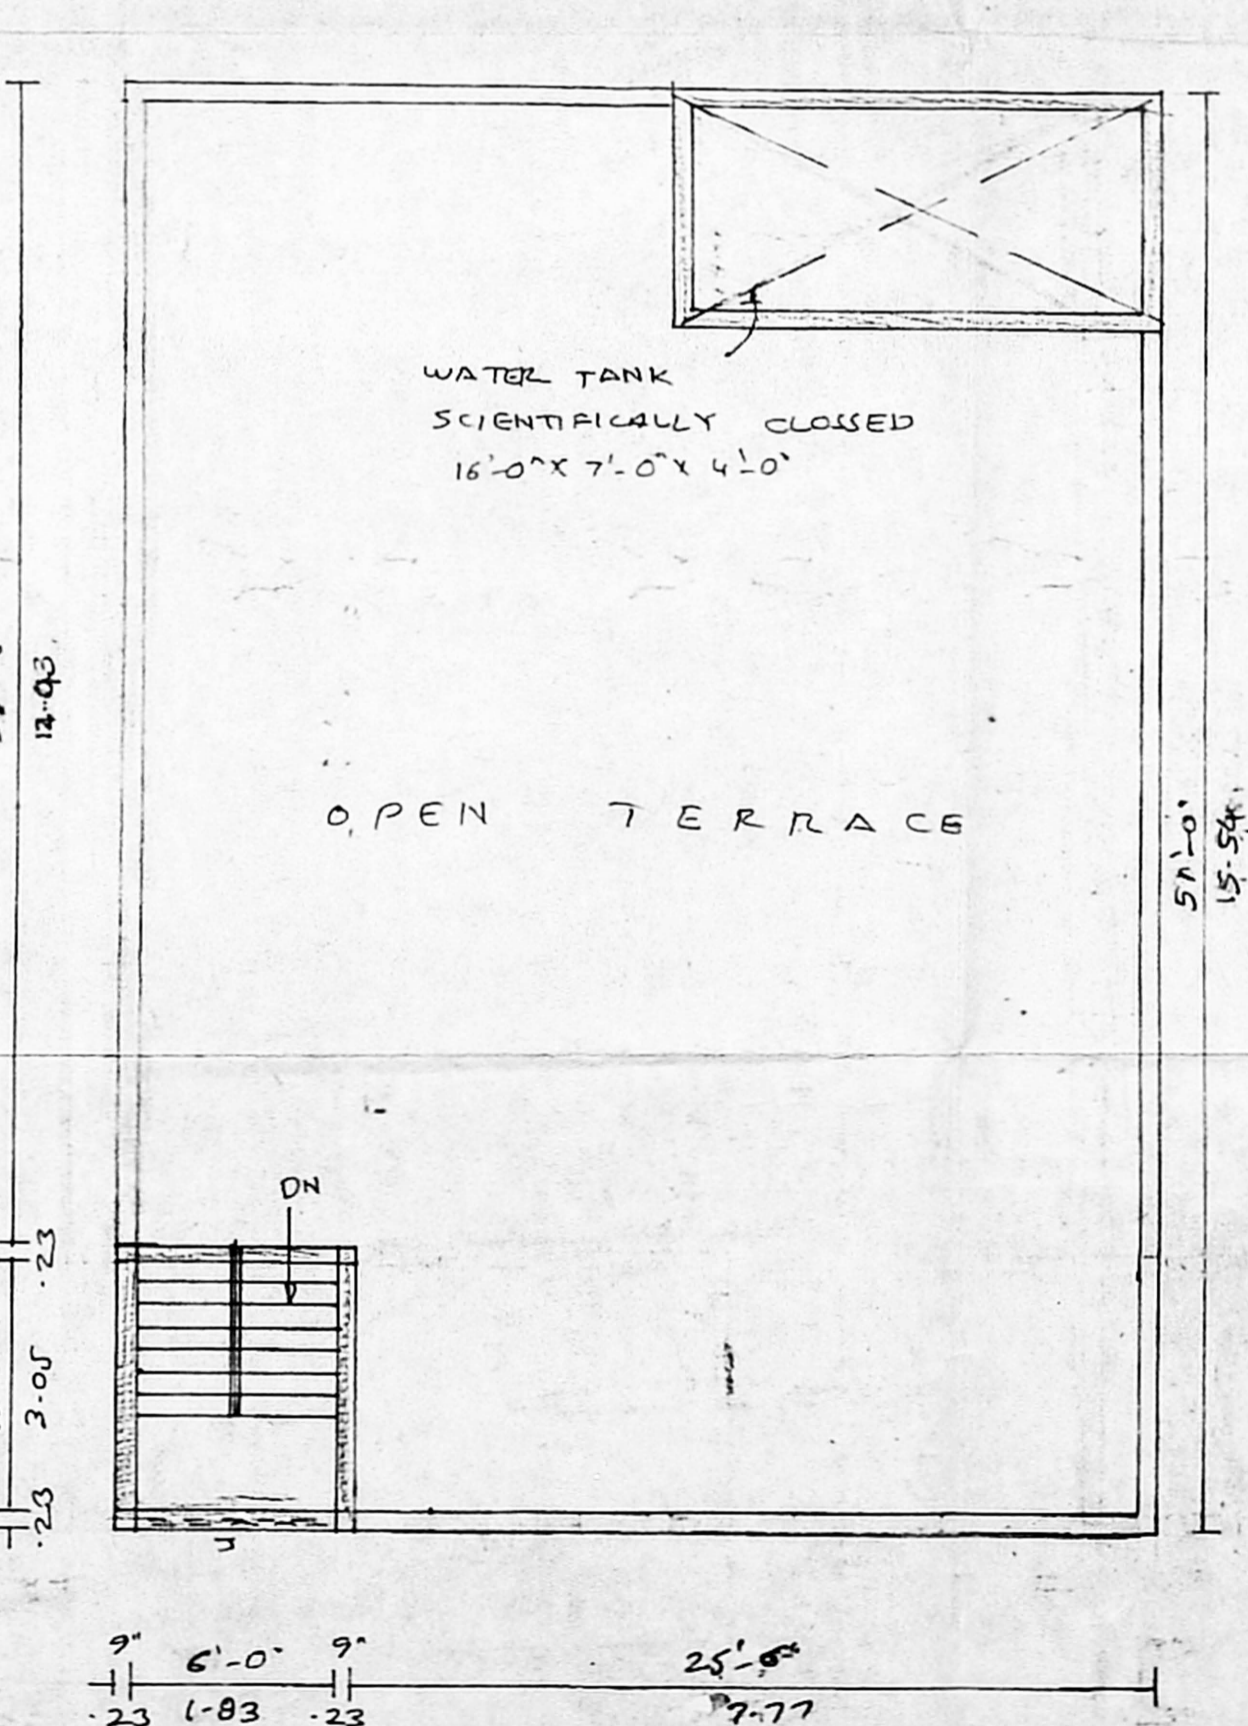 WATER TANK
SCIENTIFICALLY CLOSSED
16'-0" X 7'-0" X 4'-0"
12.03
OPEN TERRACE
51'-0"
15.54
DN
.23
3.05
.23
9" 6'-0" 9" 25'-6"
.23 1.83 .23 7.77